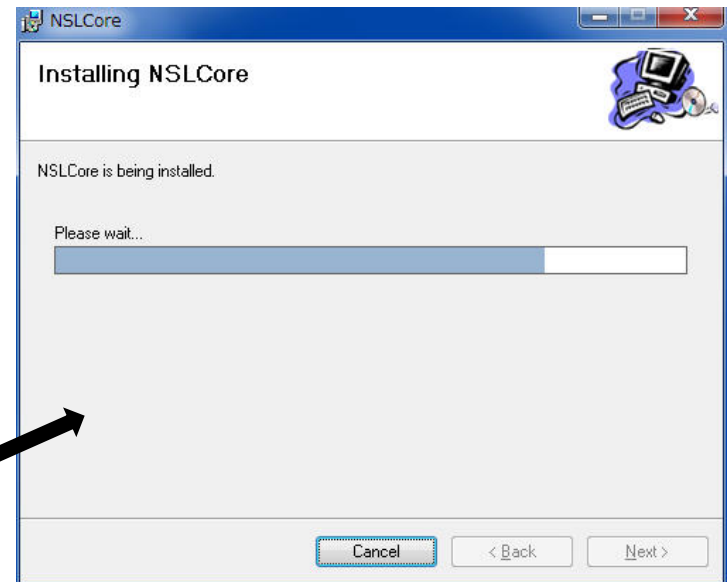 NSLCore
Installing NSLCore
NSLCore is being installed.
Please wait...
Cancel
< Back
Next >